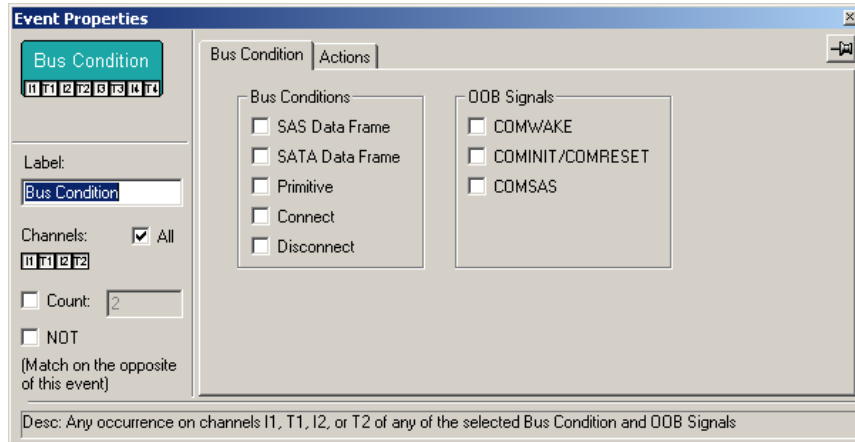 Event Properties
Bus Condition
I1 T1 I2 T2 I3 T3 I4 T4
Bus Condition Actions
Bus Conditions
SAS Data Frame
SATA Data Frame
Primitive
Connect
Disconnect
OOB Signals
COMWAKE
COMINIT/COMRESET
COMSAS
Label:
Bus Condition
Channels: All
I1 T1 I2 T2
Count: 2
NOT
(Match on the opposite
of this event)
Desc: Any occurrence on channels I1, T1, I2, or T2 of any of the selected Bus Condition and OOB Signals